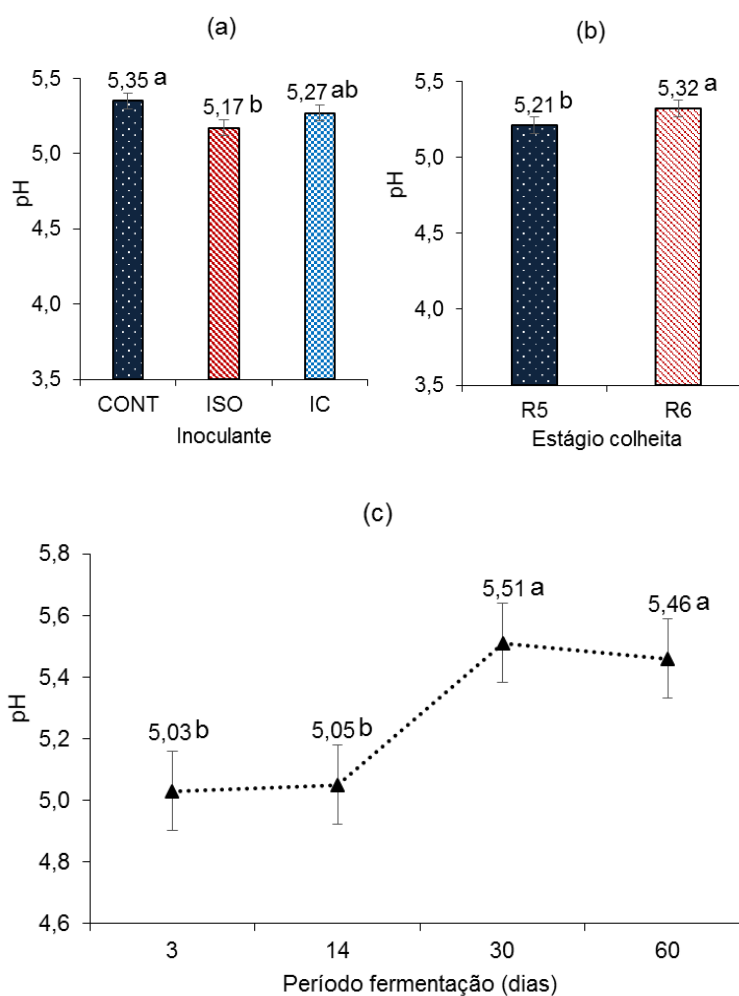 (a)
5,35 a
5,17 b
5,27 ab
5,5
5,0
4,5
4,0
3,5
pH
CONT ISO IC
Inoculante
(b)
5,21 b
5,32 a
5,5
5,0
4,5
4,0
3,5
pH
R5 R6
Estágio colheita
(c)
5,8
5,6
5,4
5,2
5,0
4,8
4,6
pH
5,03 b
5,05 b
5,51 a
5,46 a
3 14 30 60
Período fermentação (dias)